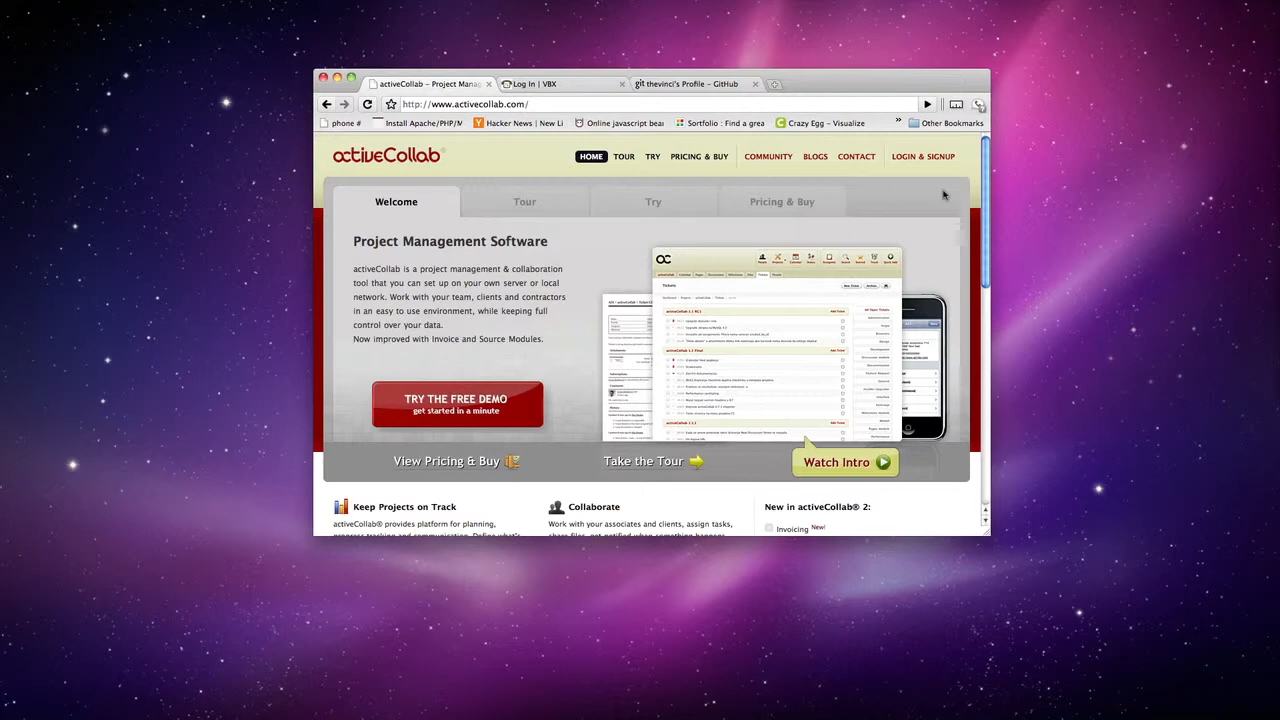 activeCollab – Project Manag
Log In | VBX
git thevinci's Profile – GitHub
http://www.activecollab.com/
phone #
Install Apache/PHP/M
Hacker News | New Li
Online javascript beau
Sortfolio : Find a grea
Crazy Egg – Visualize
»
Other Bookmarks
activeCollab®
HOME
TOUR
TRY
PRICING & BUY
COMMUNITY
BLOGS
CONTACT
LOGIN & SIGNUP
Welcome
Tour
Try
Pricing & Buy
Project Management Software
activeCollab is a project management & collaboration
tool that you can set up on your own server or local
network. Work with your team, clients and contractors
in an easy to use environment, while keeping full
control over your data.
Now improved with Invoice and Source Modules.
TRY THE FREE DEMO
get started in a minute
Tickets
View Pricing & Buy
Take the Tour
Watch Intro
Keep Projects on Track
activeCollab® provides platform for planning,
Collaborate
Work with your associates and clients, assign tasks,
New in activeCollab® 2:
Invoicing New!